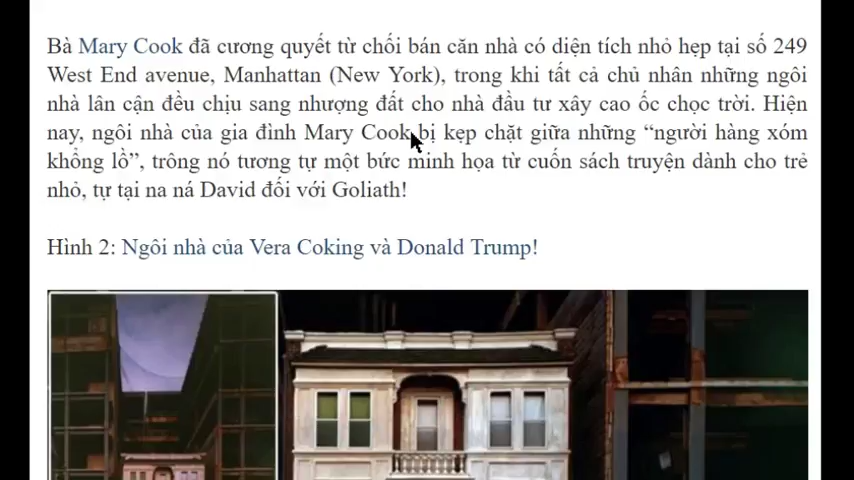 Bà Mary Cook đã cương quyết từ chối bán căn nhà có diện tích nhỏ hẹp tại số 249
West End avenue, Manhattan (New York), trong khi tất cả chủ nhân những ngôi
nhà lân cận đều chịu sang nhượng đất cho nhà đầu tư xây cao ốc chọc trời. Hiện
nay, ngôi nhà của gia đình Mary Cook bị kẹp chặt giữa những “người hàng xóm
khổng lồ”, trông nó tương tự một bức minh họa từ cuốn sách truyện dành cho trẻ
nhỏ, tự tại na ná David đối với Goliath!
Hình 2: Ngôi nhà của Vera Coking và Donald Trump!